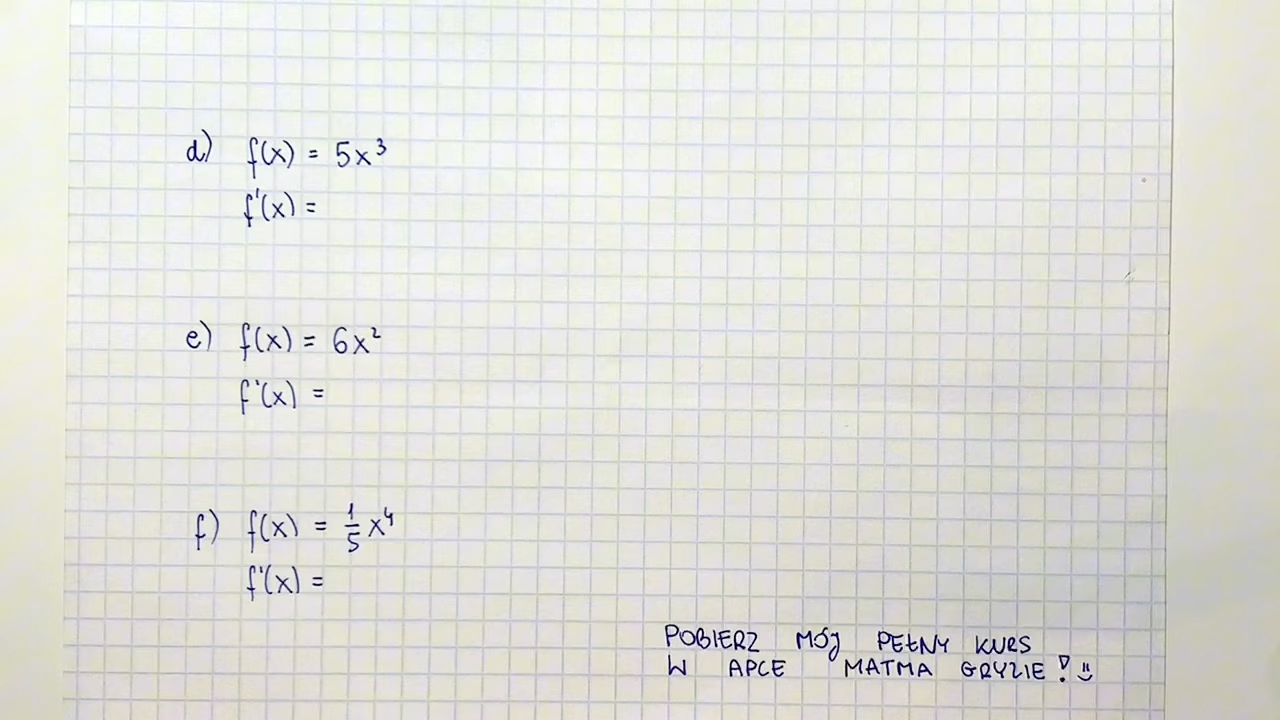 d) f(x) = 5x³
f'(x) =
e) f(x) = 6x²
f'(x) =
f) f(x) = 1/5 x⁴
f'(x) =
POBIERZ MÓJ PEŁNY KURS
W APCE MATMA GRYZIE! :)